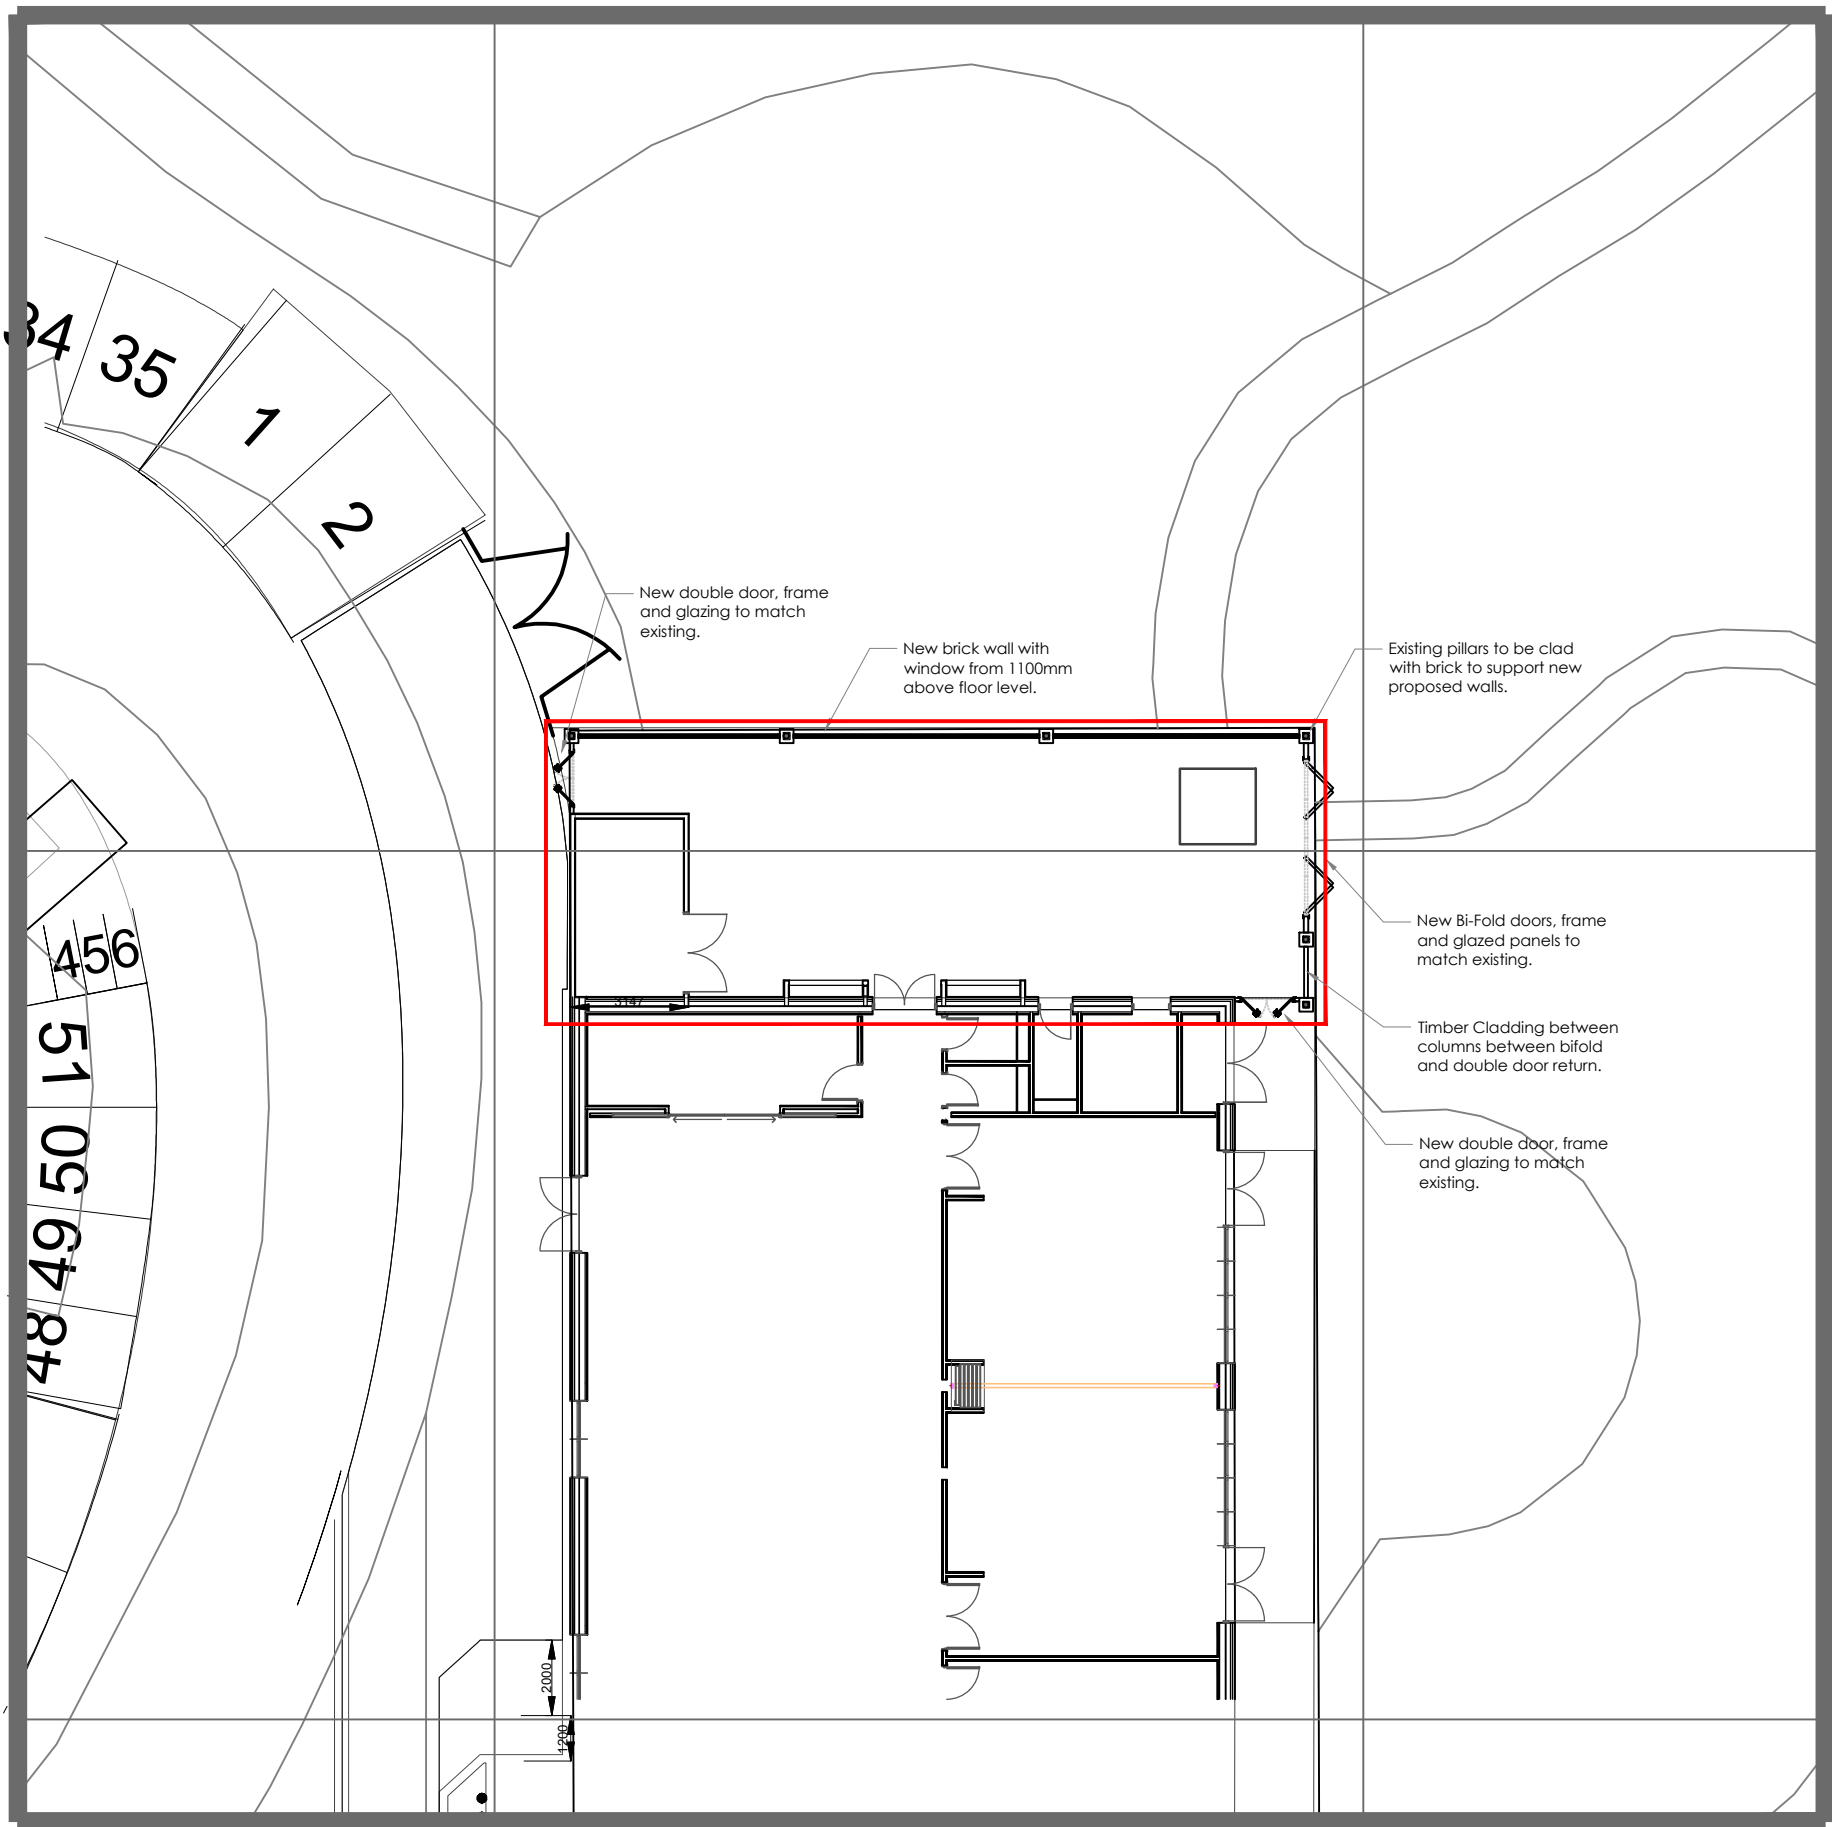 34
35
1
2
New double door, frame
and glazing to match
existing.
New brick wall with
window from 1100mm
above floor level.
Existing pillars to be clad
with brick to support new
proposed walls.
New Bi-Fold doors, frame
and glazed panels to
match existing.
456
3147
51
Timber Cladding between
columns between bifold
and double door return.
50
New double door, frame
and glazing to match
existing.
49
48
2000
1200